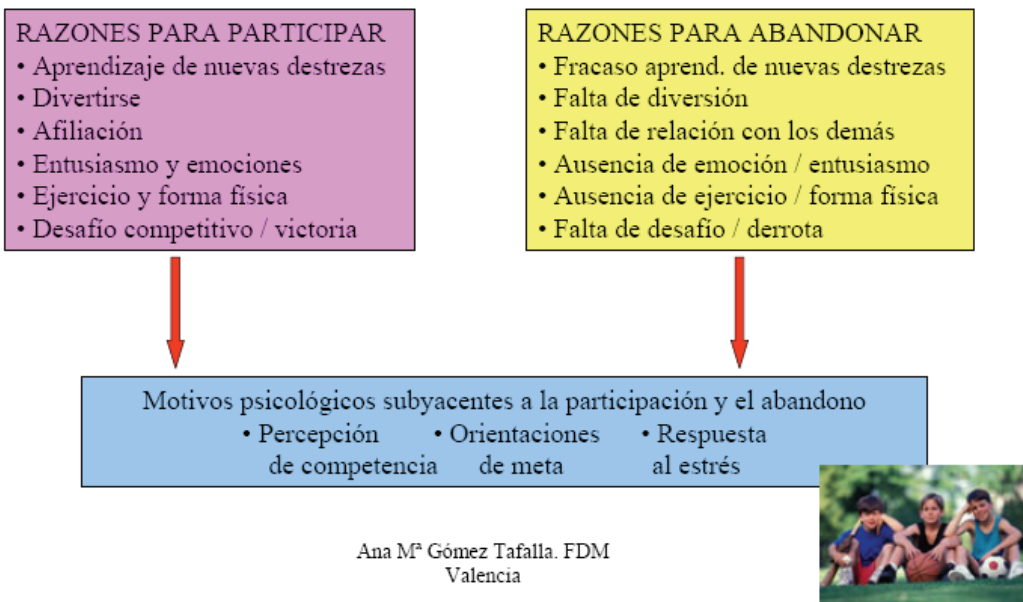 RAZONES PARA PARTICIPAR
• Aprendizaje de nuevas destrezas
• Divertirse
• Afiliación
• Entusiasmo y emociones
• Ejercicio y forma física
• Desafío competitivo / victoria
RAZONES PARA ABANDONAR
• Fracaso aprend. de nuevas destrezas
• Falta de diversión
• Falta de relación con los demás
• Ausencia de emoción / entusiasmo
• Ausencia de ejercicio / forma física
• Falta de desafío / derrota
Motivos psicológicos subyacentes a la participación y el abandono
• Percepción • Orientaciones • Respuesta
de competencia de meta al estrés
Ana Mª Gómez Tafalla. FDM
Valencia